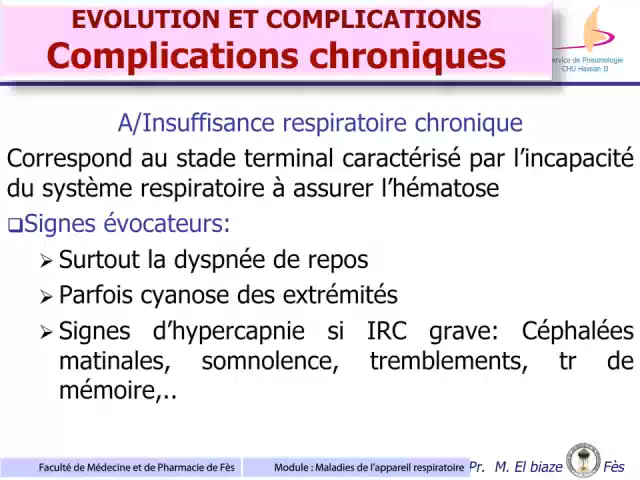 EVOLUTION ET COMPLICATIONS
Complications chroniques
Service de Pneumologie
CHU Hassan II
A/Insuffisance respiratoire chronique
Correspond au stade terminal caractérisé par l’incapacité
du système respiratoire à assurer l’hématose
Signes évocateurs:
Surtout la dyspnée de repos
Parfois cyanose des extrémités
Signes d’hypercapnie si IRC grave: Céphalées
matinales, somnolence, tremblements, tr de
mémoire,..
Faculté de Médecine et de Pharmacie de Fès Module : Maladies de l’appareil respiratoire Pr. M. El biaze Fès